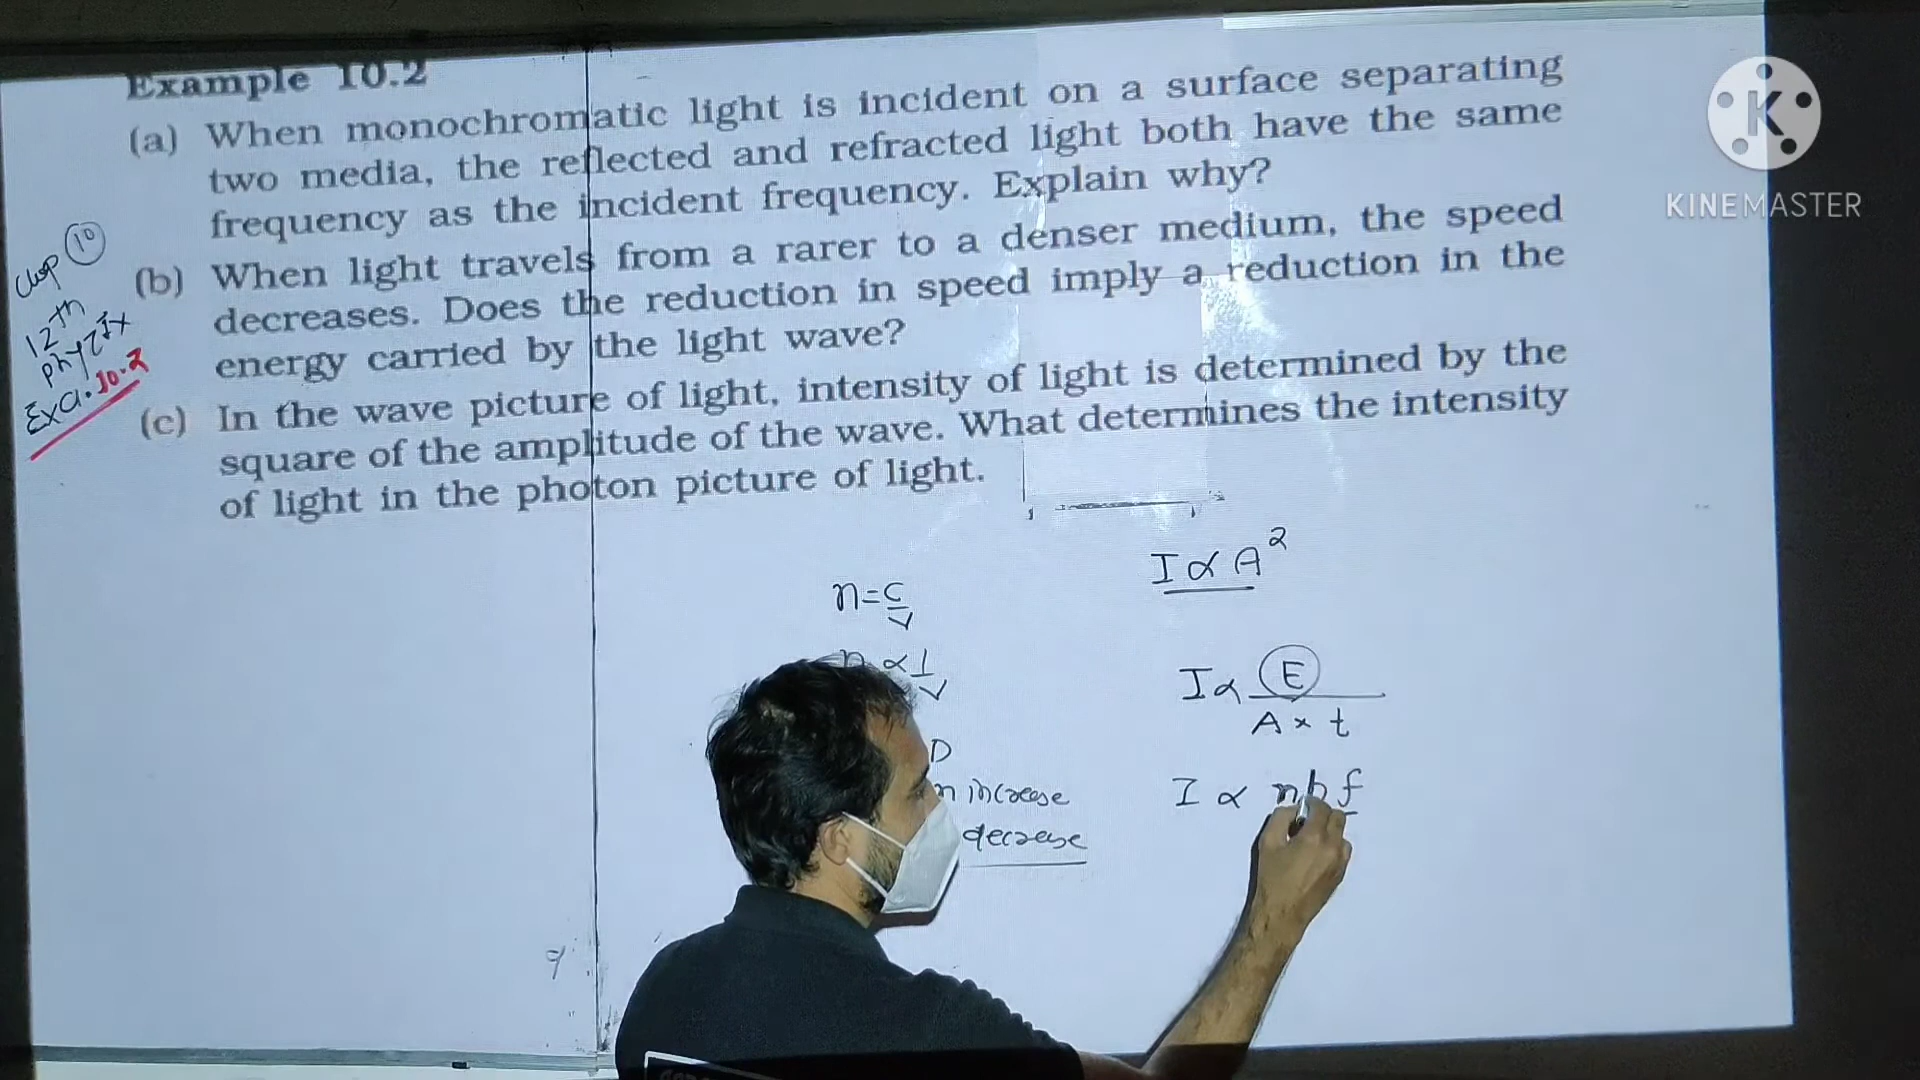 Example 10.2
(a) When monochromatic light is incident on a surface separating
two media, the reflected and refracted light both have the same
frequency as the incident frequency. Explain why?
(b) When light travels from a rarer to a denser medium, the speed
decreases. Does the reduction in speed imply a reduction in the
energy carried by the light wave?
(c) In the wave picture of light, intensity of light is determined by the
square of the amplitude of the wave. What determines the intensity
of light in the photon picture of light.
Chap 10
12th
Exa. 10.2
n=c/v
∝ 1/v
D
n increase
decrease
I ∝ A²
I ∝ E
A × t
I ∝ nhf
K
KINEMASTER